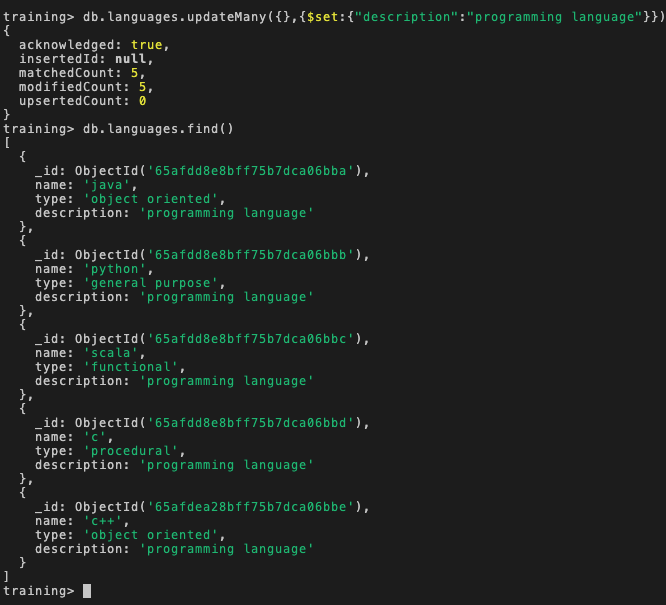 training> db.languages.updateMany({},{$set:{"description":"programming language"}})
{
  acknowledged: true,
  insertedId: null,
  matchedCount: 5,
  modifiedCount: 5,
  upsertedCount: 0
}
training> db.languages.find()
[
  {
    _id: ObjectId('65afdd8e8bff75b7dca06bba'),
    name: 'java',
    type: 'object oriented',
    description: 'programming language'
  },
  {
    _id: ObjectId('65afdd8e8bff75b7dca06bbb'),
    name: 'python',
    type: 'general purpose',
    description: 'programming language'
  },
  {
    _id: ObjectId('65afdd8e8bff75b7dca06bbc'),
    name: 'scala',
    type: 'functional',
    description: 'programming language'
  },
  {
    _id: ObjectId('65afdd8e8bff75b7dca06bbd'),
    name: 'c',
    type: 'procedural',
    description: 'programming language'
  },
  {
    _id: ObjectId('65afdea28bff75b7dca06bbe'),
    name: 'c++',
    type: 'object oriented',
    description: 'programming language'
  }
]
training>